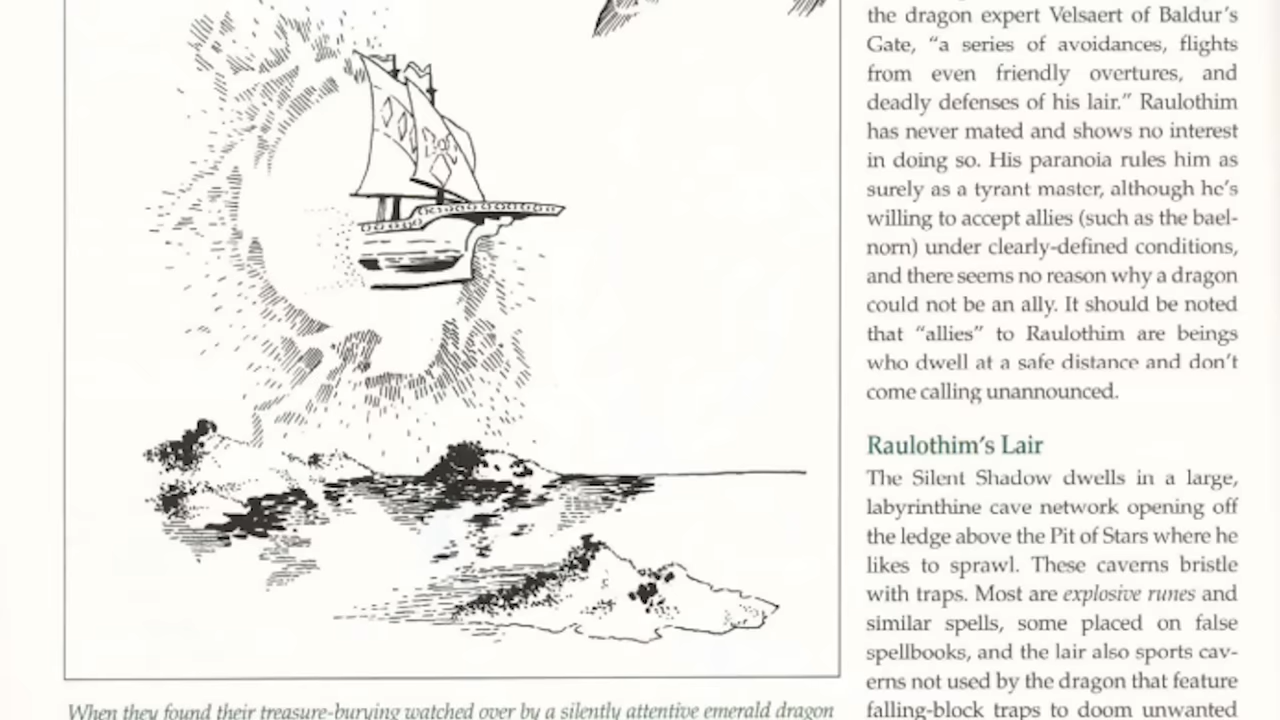 the dragon expert Velsaert of Baldur's
Gate, “a series of avoidances, flights
from even friendly overtures, and
deadly defenses of his lair.” Raulothim
has never mated and shows no interest
in doing so. His paranoia rules him as
surely as a tyrant master, although he's
willing to accept allies (such as the bael-
norn) under clearly-defined conditions,
and there seems no reason why a dragon
could not be an ally. It should be noted
that “allies” to Raulothim are beings
who dwell at a safe distance and don't
come calling unannounced.
Raulothim's Lair
The Silent Shadow dwells in a large,
labyrinthine cave network opening off
the ledge above the Pit of Stars where he
likes to sprawl. These caverns bristle
with traps. Most are explosive runes and
similar spells, some placed on false
spellbooks, and the lair also sports cav-
erns not used by the dragon that feature
falling-block traps to doom unwanted
When they found their treasure-burying watched over by a silently attentive emerald dragon